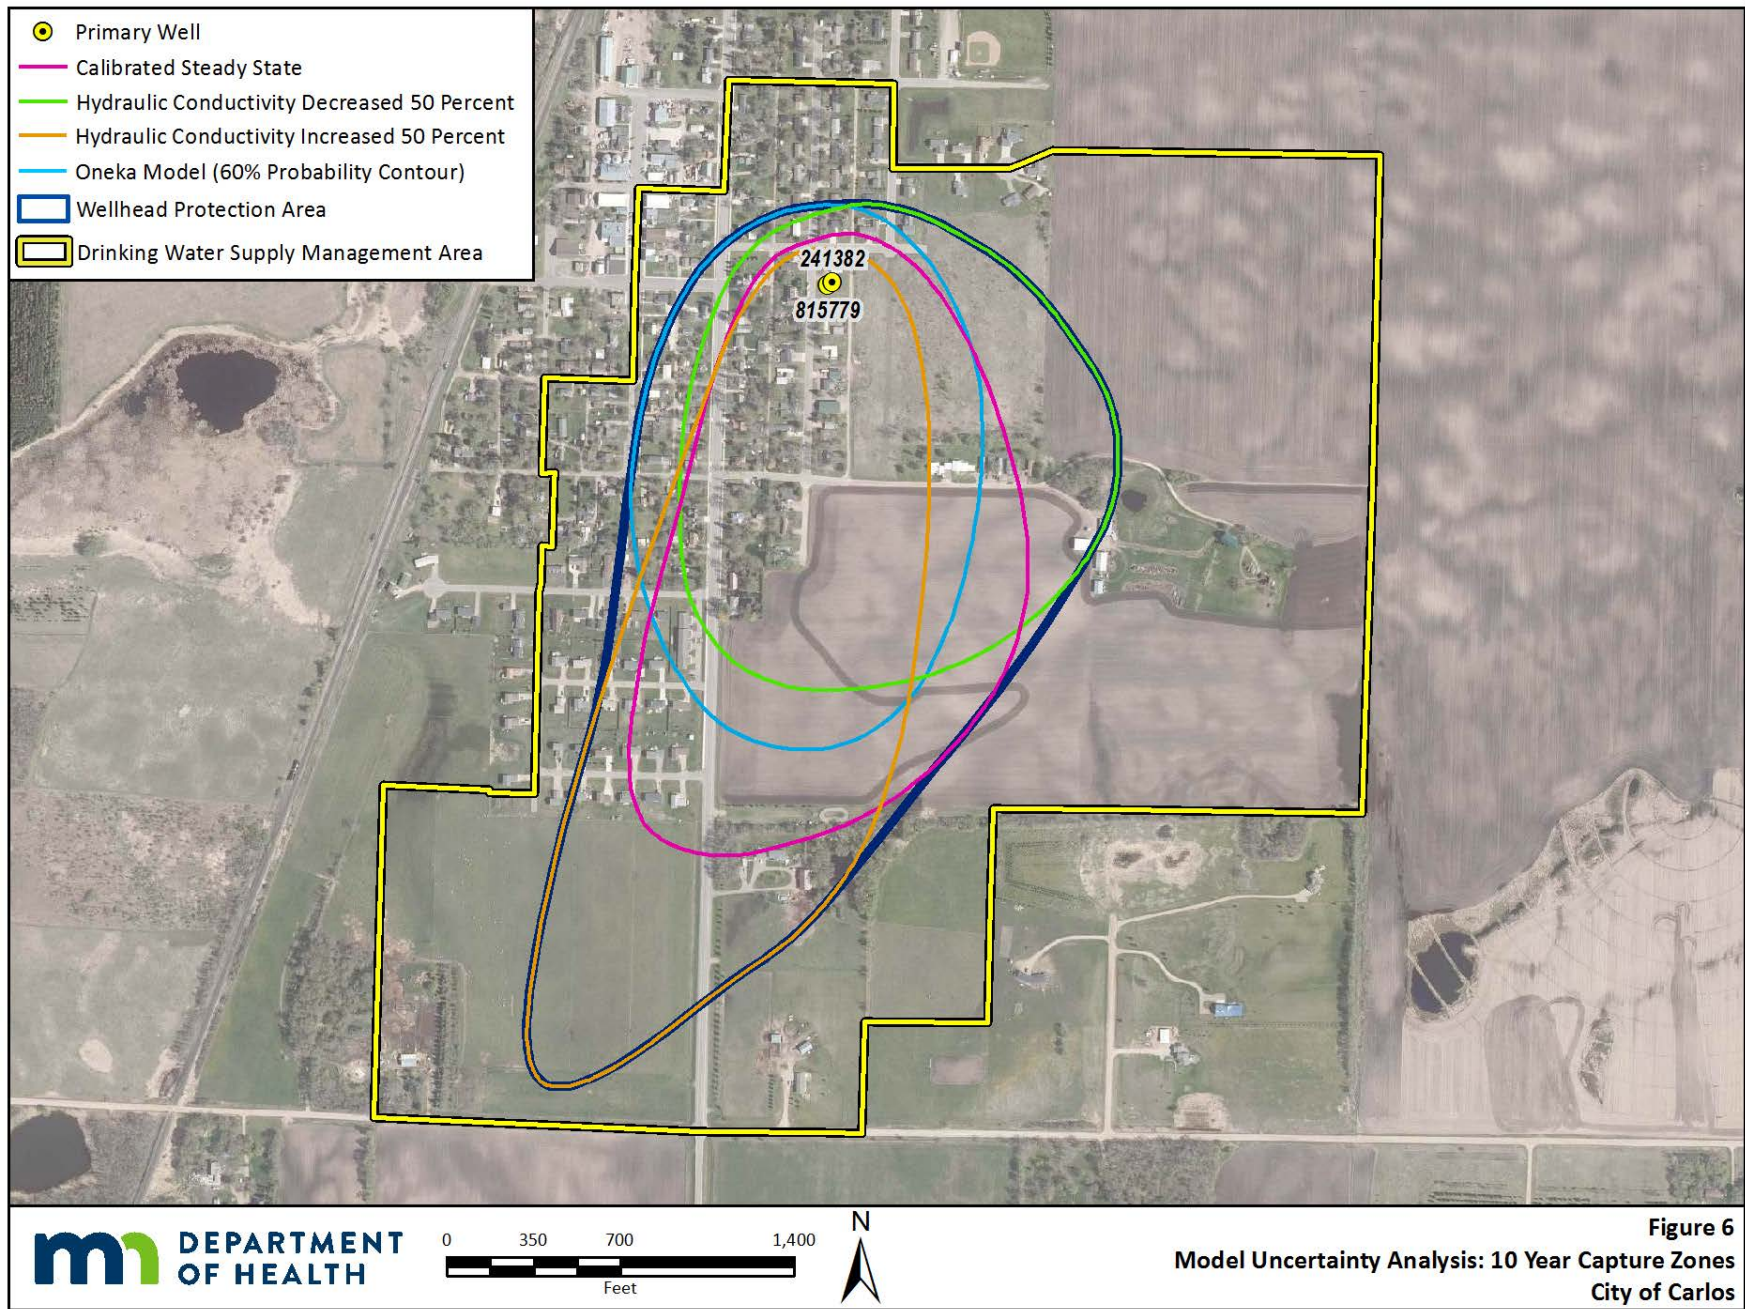 Primary Well
Calibrated Steady State
Hydraulic Conductivity Decreased 50 Percent
Hydraulic Conductivity Increased 50 Percent
Oneka Model (60% Probability Contour)
Wellhead Protection Area
Drinking Water Supply Management Area
241382
815779
mn DEPARTMENT
OF HEALTH
0 350 700 1,400
Feet
N
Figure 6
Model Uncertainty Analysis: 10 Year Capture Zones
City of Carlos